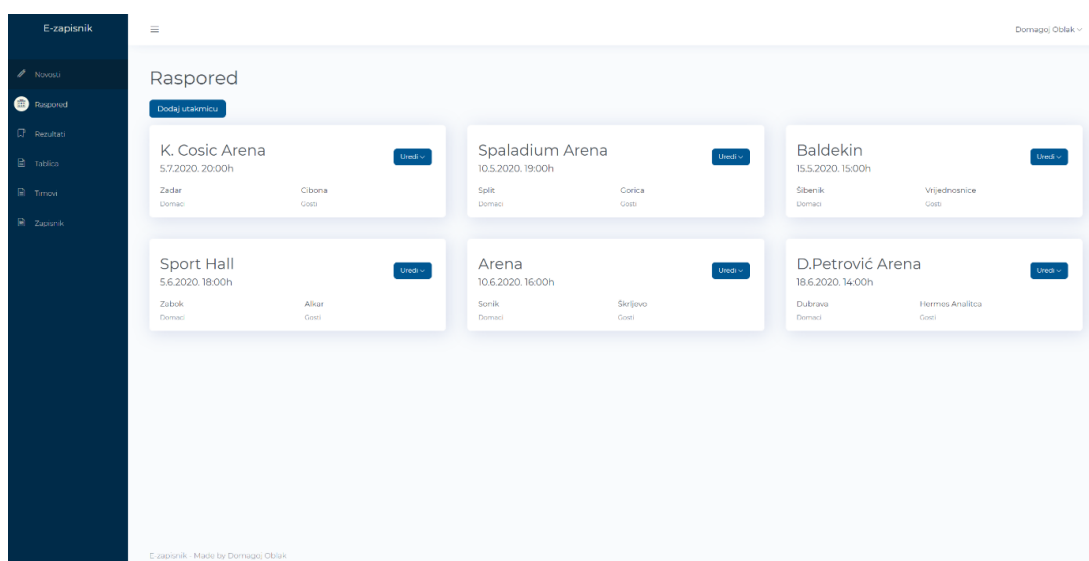 E-zapisnik
Domagoj Oblak
Novosti
Raspored
Rezultati
Tablica
Timovi
Zapisnik
Raspored
Dodaj utakmicu
K. Cosic Arena
5.7.2020. 20:00h
Uredi
Zadar Cibona
Domaci Gosti
Spaladium Arena
10.5.2020. 19:00h
Uredi
Split Gorica
Domaci Gosti
Baldekin
15.5.2020. 15:00h
Uredi
Šibenik Vrijednosnice
Domaci Gosti
Sport Hall
5.6.2020. 18:00h
Uredi
Zabok Alkar
Domaci Gosti
Arena
10.6.2020. 16:00h
Uredi
Sonik Škrljevo
Domaci Gosti
D.Petrović Arena
18.6.2020. 14:00h
Uredi
Dubrava Hermes Analitca
Domaci Gosti
E-zapisnik - Made by Domagoj Oblak